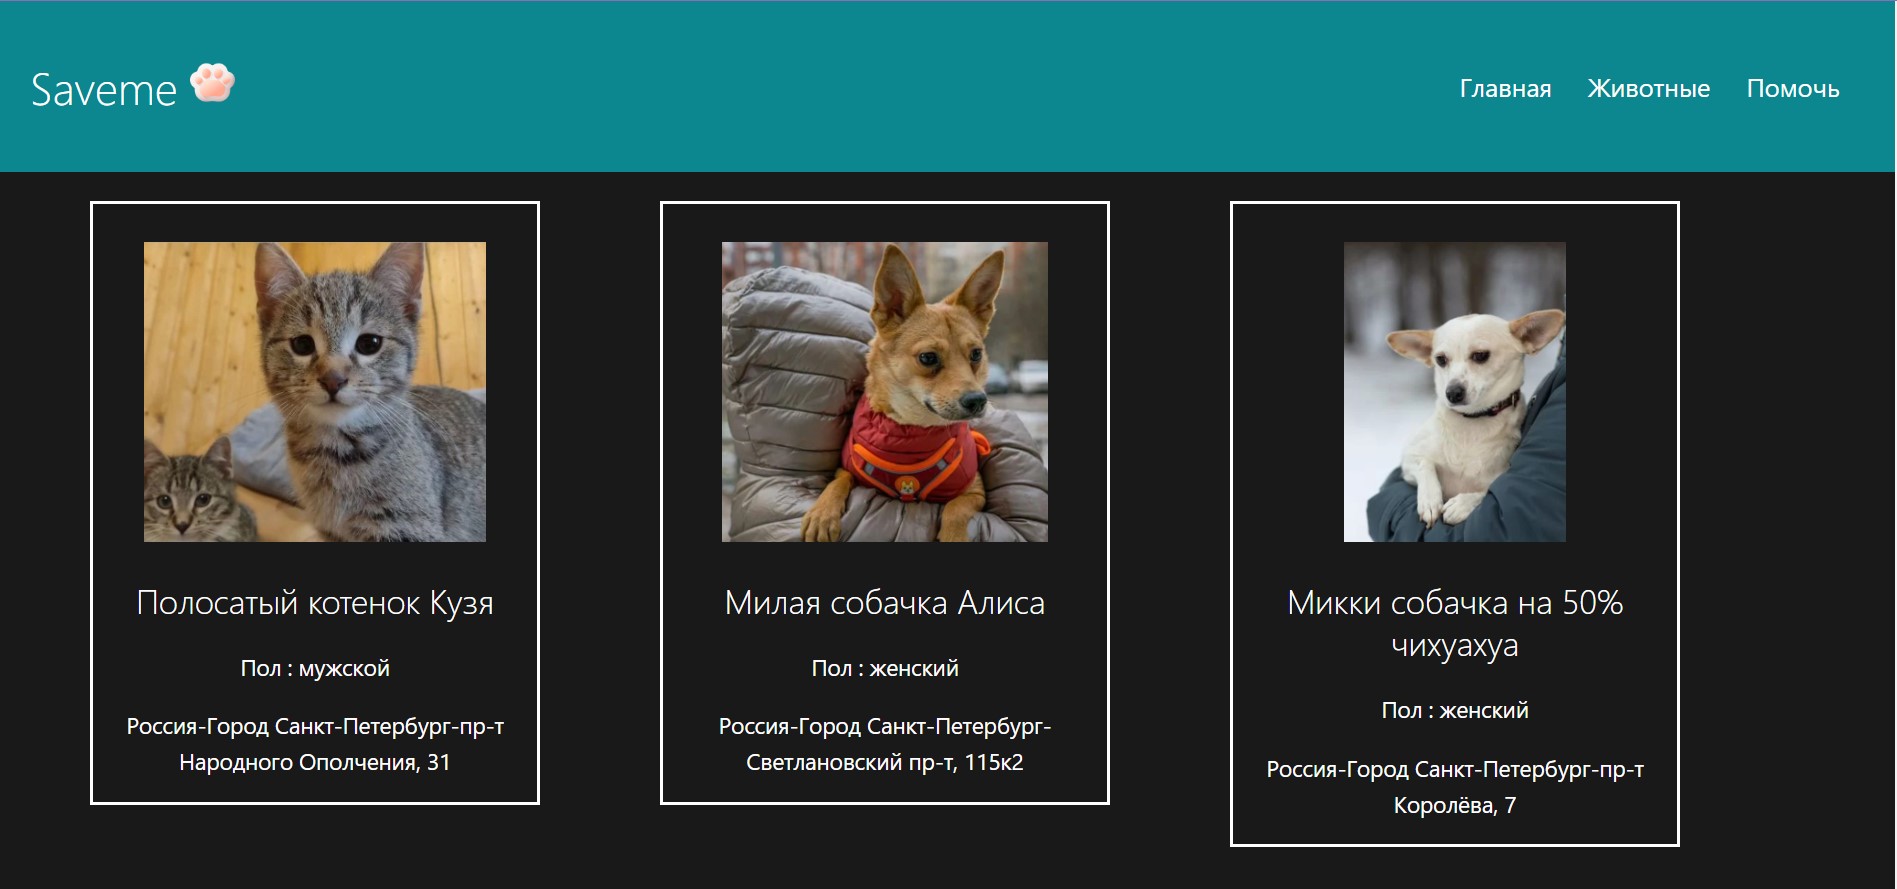 Saveme
Главная Животные Помочь
Полосатый котенок Кузя
Пол : мужской
Россия-Город Санкт-Петербург-пр-т
Народного Ополчения, 31
Милая собачка Алиса
Пол : женский
Россия-Город Санкт-Петербург-
Светлановский пр-т, 115к2
Микки собачка на 50%
чихуахуа
Пол : женский
Россия-Город Санкт-Петербург-пр-т
Королёва, 7